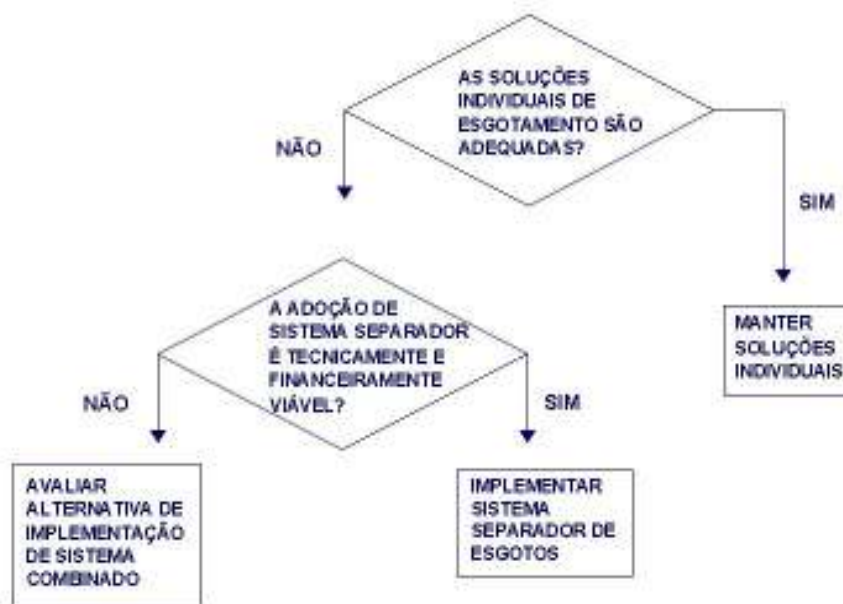 AS SOLUÇÕES
INDIVIDUAIS DE
ESGOTAMENTO SÃO
ADEQUADAS?
NÃO
SIM
A ADOÇÃO DE
SISTEMA SEPARADOR
É TECNICAMENTE E
FINANCEIRAMENTE
VIÁVEL?
MANTER
SOLUÇÕES
INDIVIDUAIS
NÃO
SIM
AVALIAR
ALTERNATIVA DE
IMPLEMENTAÇÃO
DE SISTEMA
COMBINADO
IMPLEMENTAR
SISTEMA
SEPARADOR DE
ESGOTOS